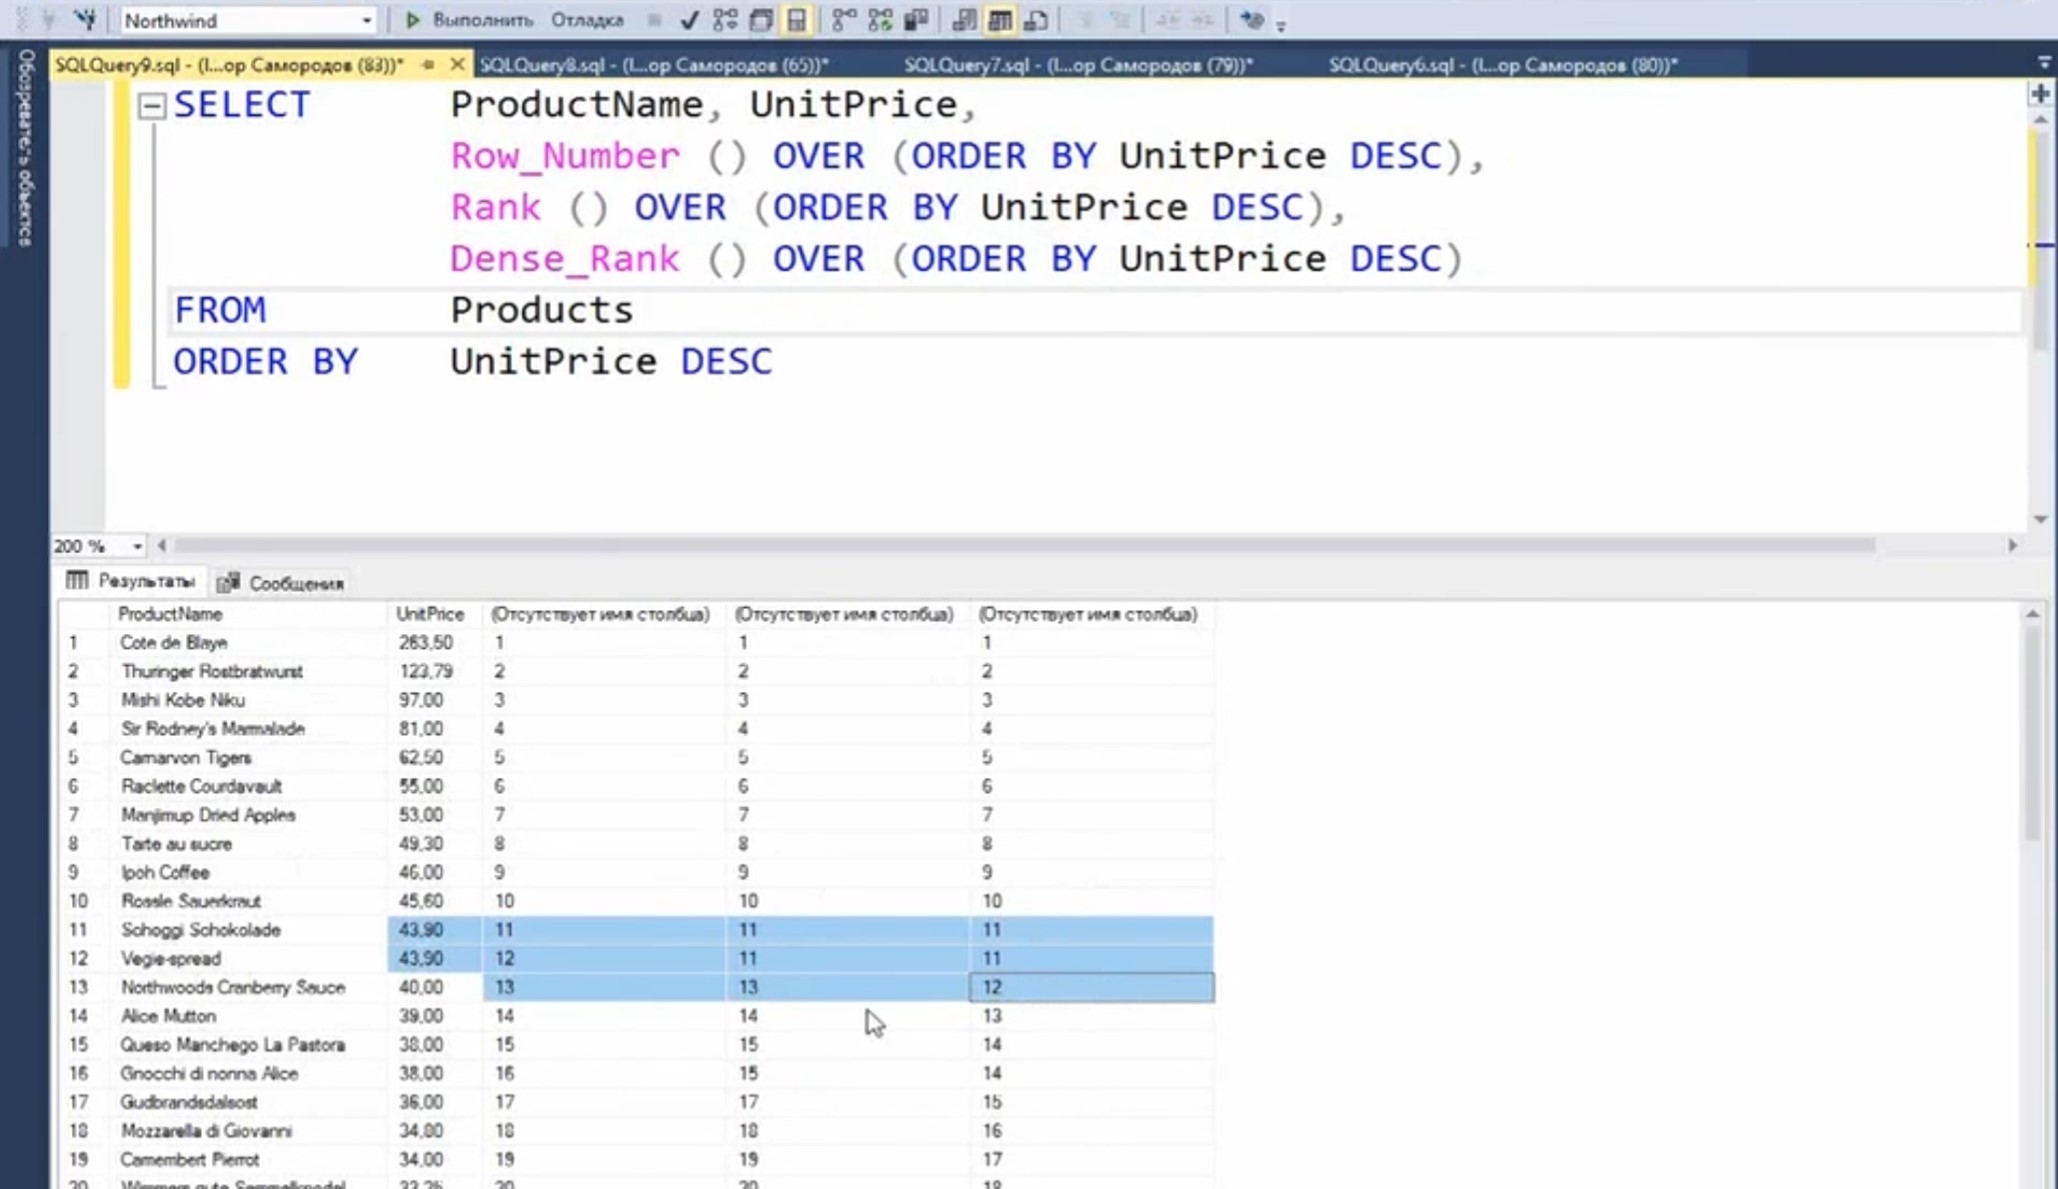 Northwind Выполнить Отладка
SQLQuery9.sql - (l...ор Самородов (83))* SQLQuery8.sql - (l...ор Самородов (65))* SQLQuery7.sql - (l...ор Самородов (79))* SQLQuery6.sql - (l...ор Самородов (80))*
Обозреватель объектов
SELECT ProductName, UnitPrice,
Row_Number () OVER (ORDER BY UnitPrice DESC),
Rank () OVER (ORDER BY UnitPrice DESC),
Dense_Rank () OVER (ORDER BY UnitPrice DESC)
FROM Products
ORDER BY UnitPrice DESC
200 %
Результаты Сообщения
ProductName UnitPrice (Отсутствует имя столбца) (Отсутствует имя столбца) (Отсутствует имя столбца)
1 Cote de Blaye 263,50 1 1 1
2 Thuringer Rostbratwurst 123,79 2 2 2
3 Mishi Kobe Niku 97,00 3 3 3
4 Sir Rodney's Marmalade 81,00 4 4 4
5 Carnarvon Tigers 62,50 5 5 5
6 Raclette Courdavault 55,00 6 6 6
7 Manjimup Dried Apples 53,00 7 7 7
8 Tarte au sucre 49,30 8 8 8
9 Ipoh Coffee 46,00 9 9 9
10 Rossle Sauerkraut 45,60 10 10 10
11 Schoggi Schokolade 43,90 11 11 11
12 Vegie-spread 43,90 12 11 11
13 Northwoods Cranberry Sauce 40,00 13 13 12
14 Alice Mutton 39,00 14 14 13
15 Queso Manchego La Pastora 38,00 15 15 14
16 Gnocchi di nonna Alice 38,00 16 15 14
17 Gudbrandsdalsost 36,00 17 17 15
18 Mozzarella di Giovanni 34,80 18 18 16
19 Camembert Pierrot 34,00 19 19 17
20 Wimmers gute Semmelknodel 33,25 20 20 18